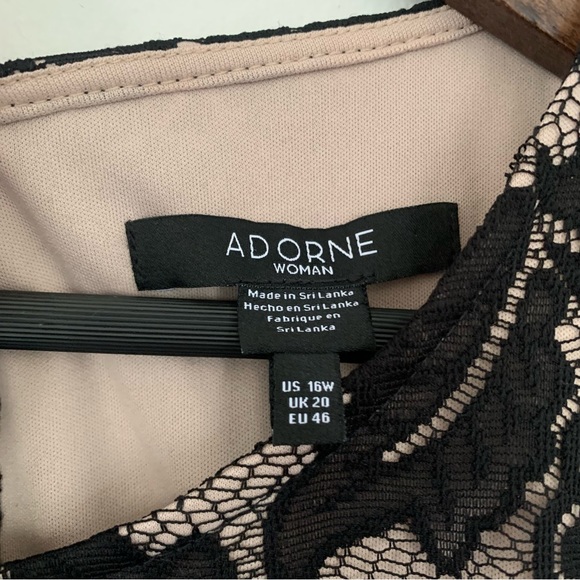 ADORNE
WOMAN
Made in Sri Lanka
Hecho en Sri Lanka
Fabrique en
Sri Lanka
US 16W
UK 20
EU 46